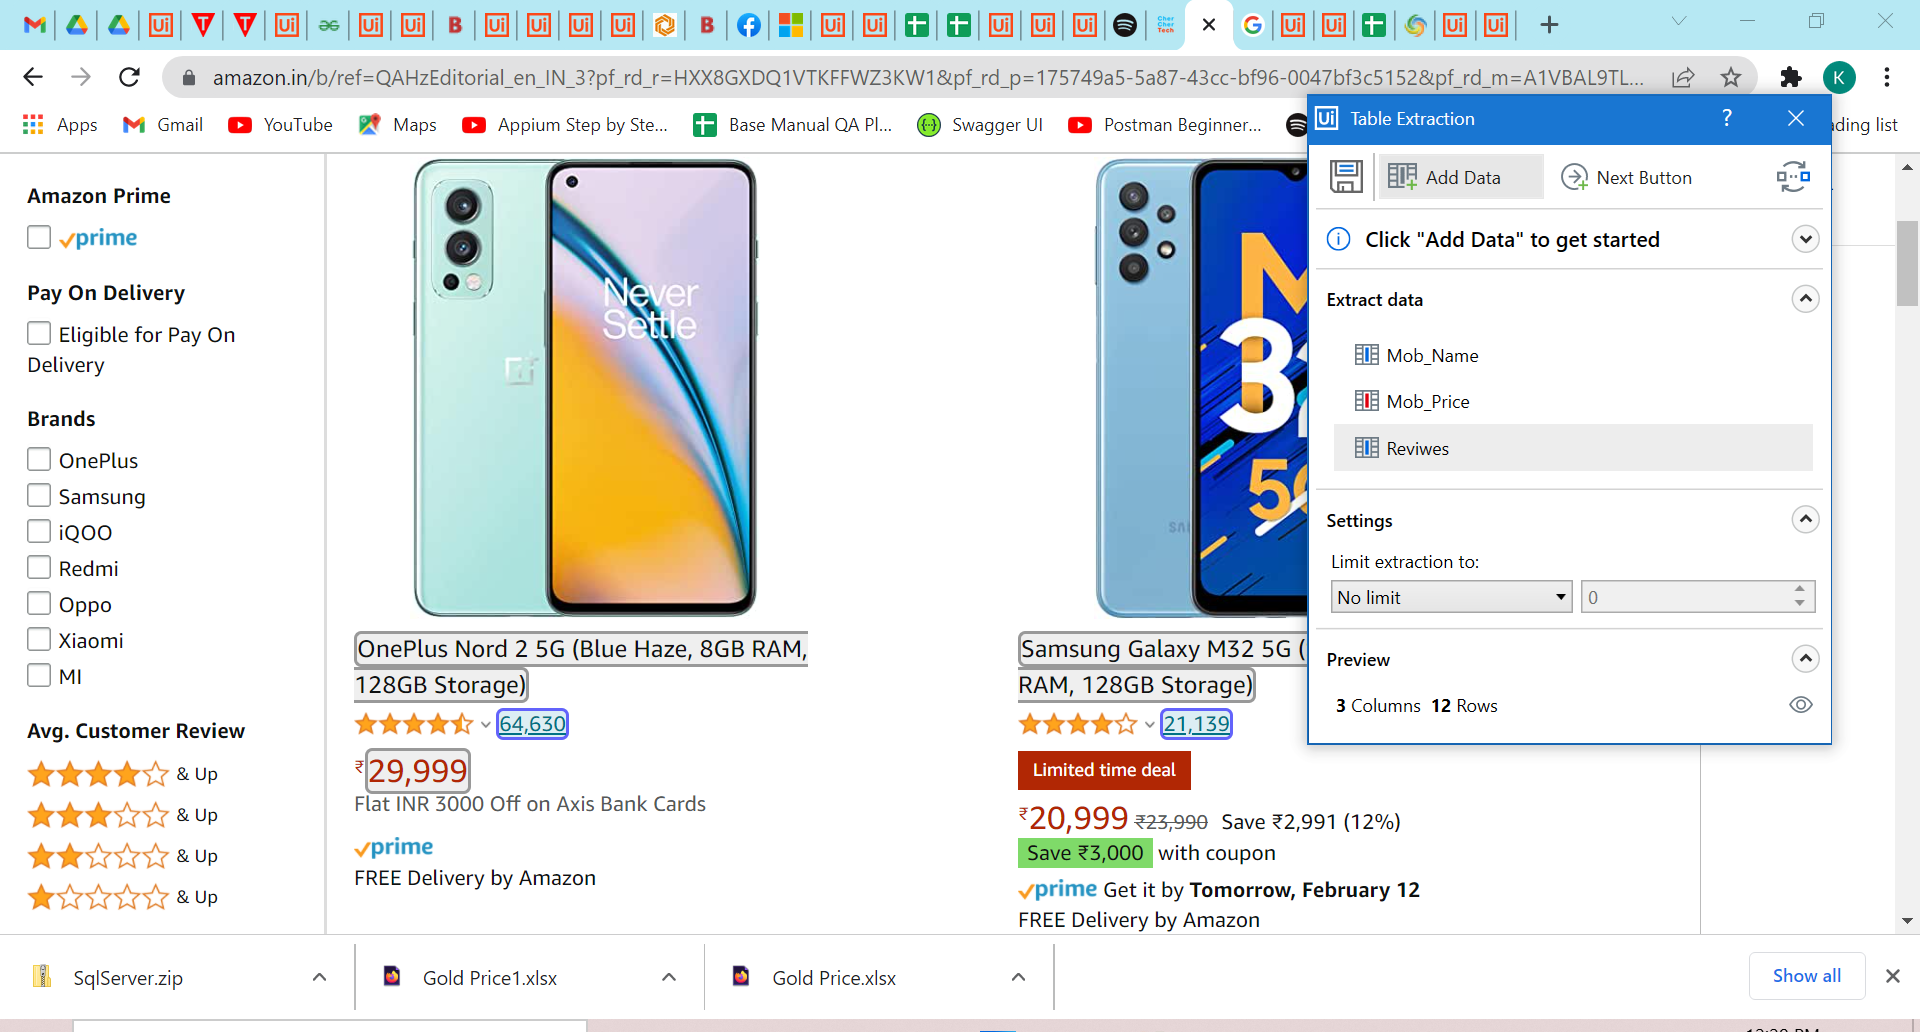 amazon.in/b/ref=QAHzEditorial_en_IN_3?pf_rd_r=HXX8GXDQ1VTKFFWZ3KW1&pf_rd_p=175749a5-5a87-43cc-bf96-0047bf3c5152&pf_rd_m=A1VBAL9TL...
K
Apps
Gmail
YouTube
Maps
Appium Step by Ste...
Base Manual QA Pl...
Swagger UI
Postman Beginner...
ading list
Amazon Prime
prime
Pay On Delivery
Eligible for Pay On
Delivery
Brands
OnePlus
Samsung
iQOO
Redmi
Oppo
Xiaomi
MI
Avg. Customer Review
& Up
& Up
& Up
& Up
Never
Settle
OnePlus Nord 2 5G (Blue Haze, 8GB RAM,
128GB Storage)
64,630
₹29,999
Flat INR 3000 Off on Axis Bank Cards
prime
FREE Delivery by Amazon
M
5G
Samsung Galaxy M32 5G (
RAM, 128GB Storage)
21,139
Limited time deal
₹20,999 ₹23,990 Save ₹2,991 (12%)
Save ₹3,000 with coupon
prime Get it by Tomorrow, February 12
FREE Delivery by Amazon
Ui Table Extraction ?
Add Data
Next Button
Click "Add Data" to get started
Extract data
Mob_Name
Mob_Price
Reviwes
Settings
Limit extraction to:
No limit
0
Preview
3 Columns 12 Rows
SqlServer.zip
Gold Price1.xlsx
Gold Price.xlsx
Show all